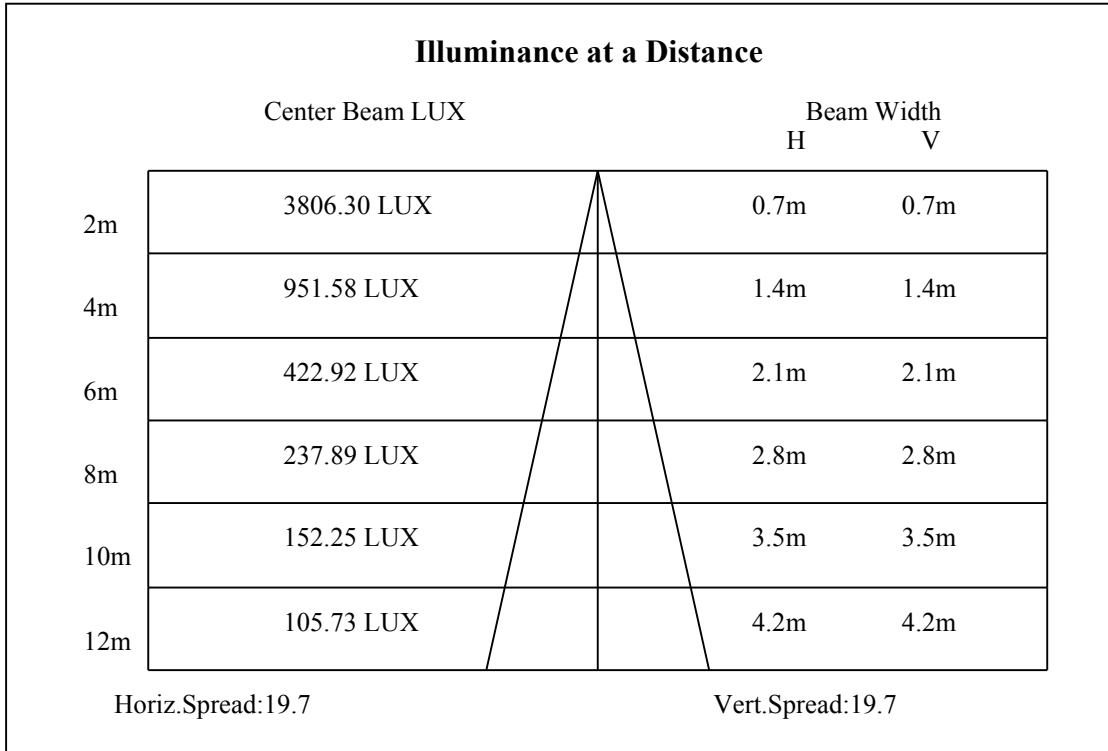 Illuminance at a Distance
Center Beam LUX Beam Width
H V
2m 3806.30 LUX 0.7m 0.7m
4m 951.58 LUX 1.4m 1.4m
6m 422.92 LUX 2.1m 2.1m
8m 237.89 LUX 2.8m 2.8m
10m 152.25 LUX 3.5m 3.5m
12m 105.73 LUX 4.2m 4.2m
Horiz.Spread:19.7 Vert.Spread:19.7